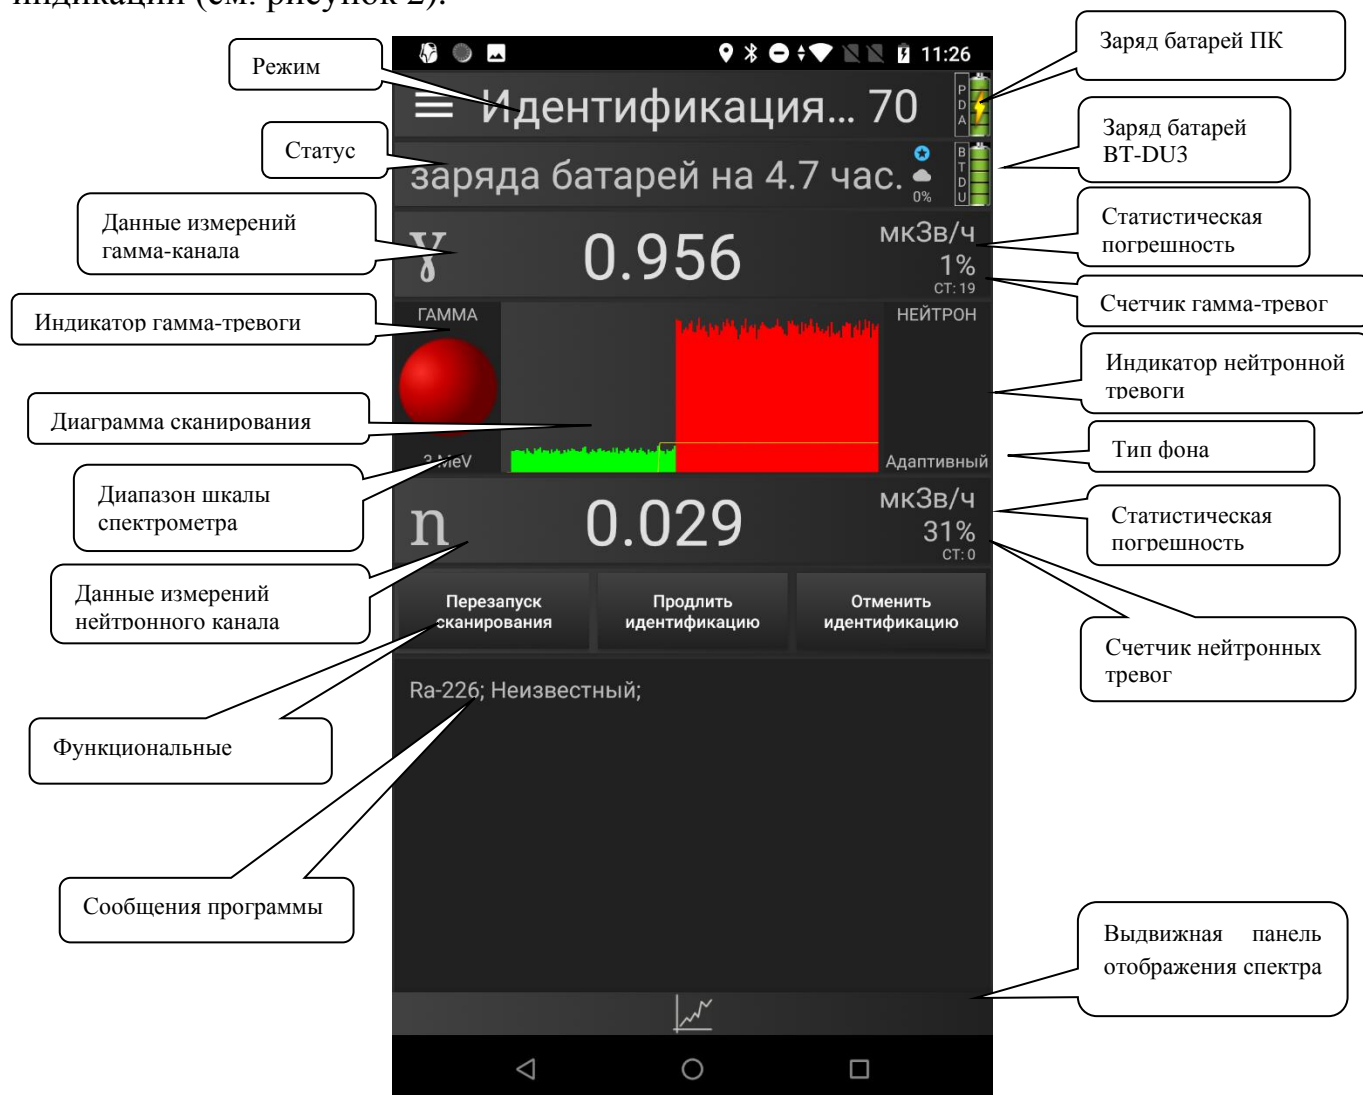 индикации (см. рисунок 2).
Режим
Статус
Данные измерений
гамма-канала
Индикатор гамма-тревоги
Диаграмма сканирования
Диапазон шкалы
спектрометра
Данные измерений
нейтронного канала
Функциональные
Сообщения программы
11:26
Идентификация... 70
PDA
заряда батарей на 4.7 час.
0%
BTDU
γ
0.956
мкЗв/ч
1%
СТ: 19
ГАММА
НЕЙТРОН
3 MeV
Адаптивный
n
0.029
мкЗв/ч
31%
СТ: 0
Перезапуск
сканирования
Продлить
идентификацию
Отменить
идентификацию
Ra-226; Неизвестный;
Заряд батарей ПК
Заряд батарей
BT-DU3
Статистическая
погрешность
Счетчик гамма-тревог
Индикатор нейтронной
тревоги
Тип фона
Статистическая
погрешность
Счетчик нейтронных
тревог
Выдвижная панель
отображения спектра